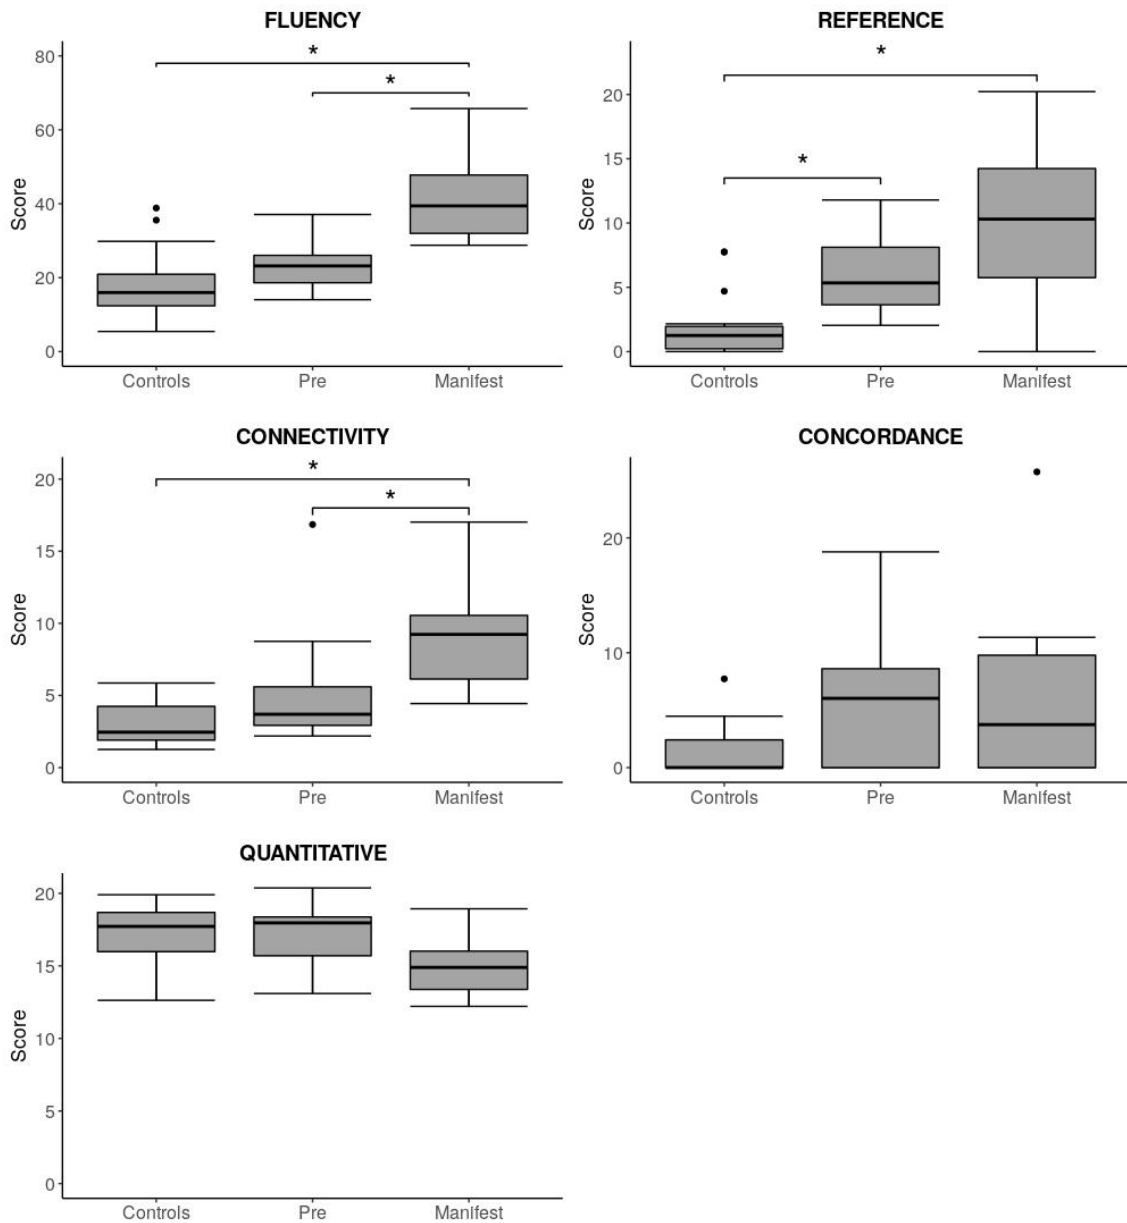 FLUENCY
80
60
40
20
0
Score
*
*
Controls Pre Manifest
REFERENCE
20
15
10
5
0
Score
*
*
Controls Pre Manifest
CONNECTIVITY
20
15
10
5
0
Score
*
*
Controls Pre Manifest
CONCORDANCE
20
10
0
Score
Controls Pre Manifest
QUANTITATIVE
20
15
10
5
0
Score
Controls Pre Manifest